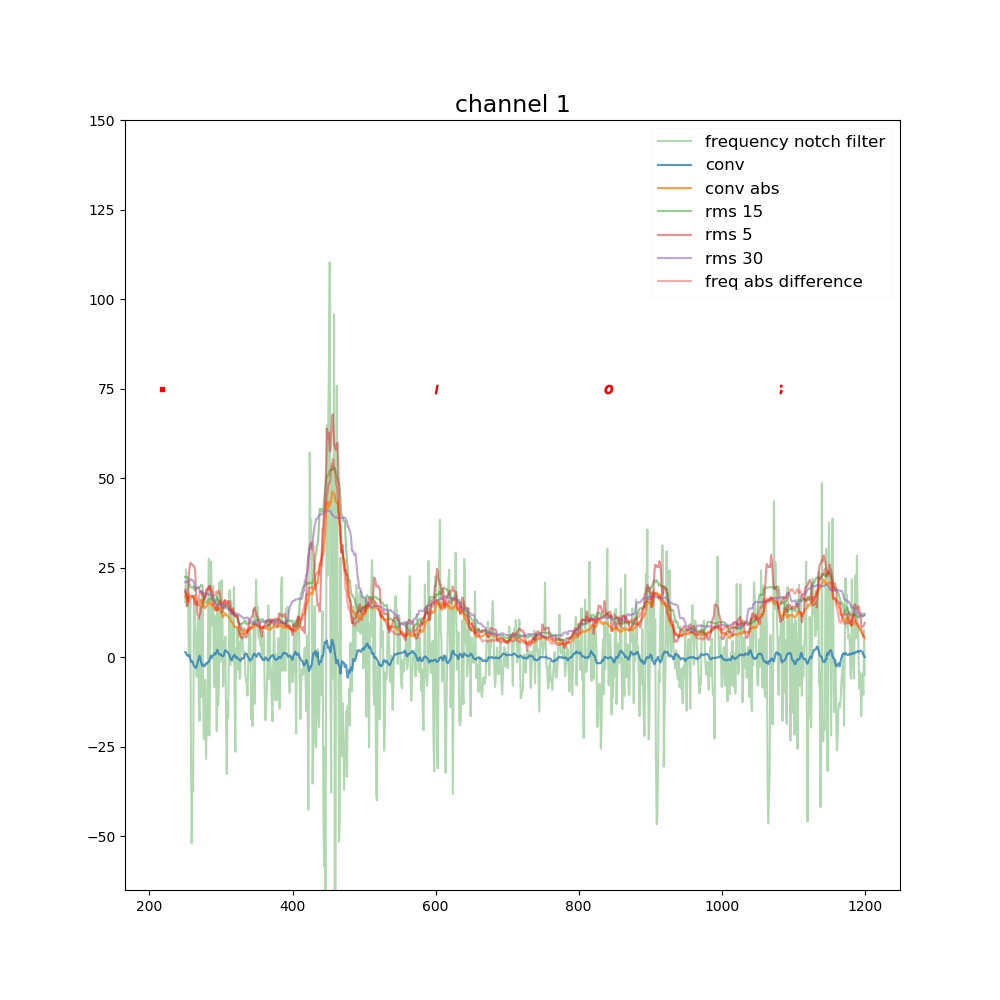 channel 1
150
frequency notch filter
conv
conv abs
rms 15
rms 5
rms 30
freq abs difference
125
100
75
o
;
50
25
0
−25
−50
200 400 600 800 1000 1200